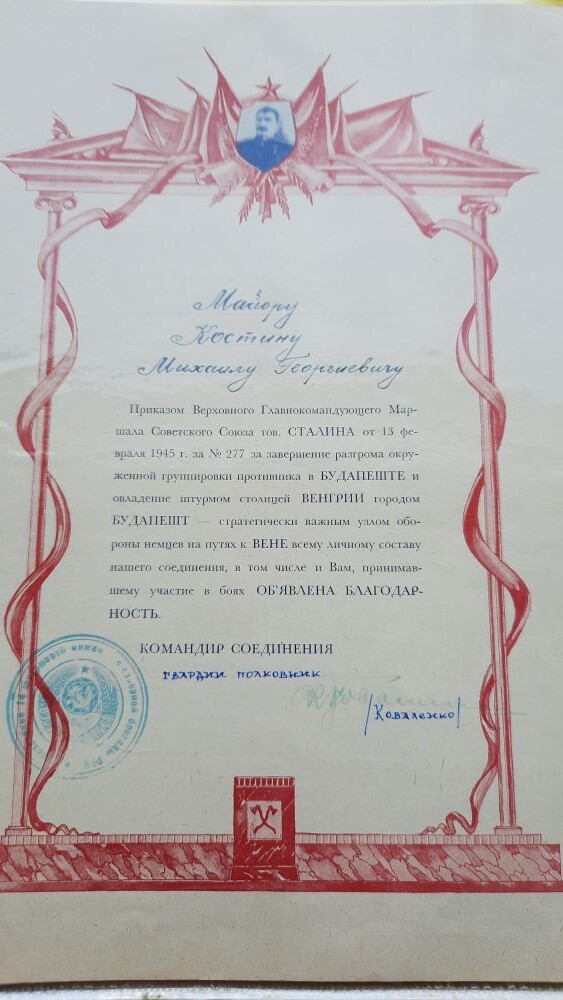 Майору
Костину
Михаилу Георгиевичу
Приказом Верховного Главнокомандующего Мар-
шала Советского Союза тов. СТАЛИНА от 13 фе-
враля 1945 г. за № 277 за завершение разгрома окру-
женной группировки противника в БУДАПЕШТЕ и
овладение штурмом столицей ВЕНГРИИ городом
БУДАПЕШТ — стратегически важным узлом обо-
роны немцев на путях к ВЕНЕ всему личному составу
нашего соединения, в том числе и Вам, принимав-
шему участие в боях ОБ'ЯВЛЕНА БЛАГОДАР-
НОСТЬ.
КОМАНДИР СОЕДИНЕНИЯ
гвардии полковник
/Коваленко/